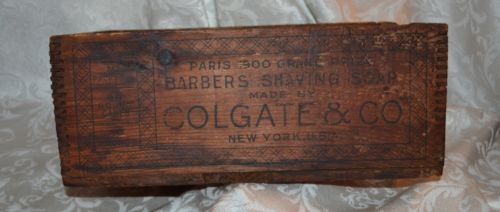 PARIS 1900 GRAND PRIX
BARBERS SHAVING SOAP
MADE BY
COLGATE & CO.
NEW YORK, U.S.A.